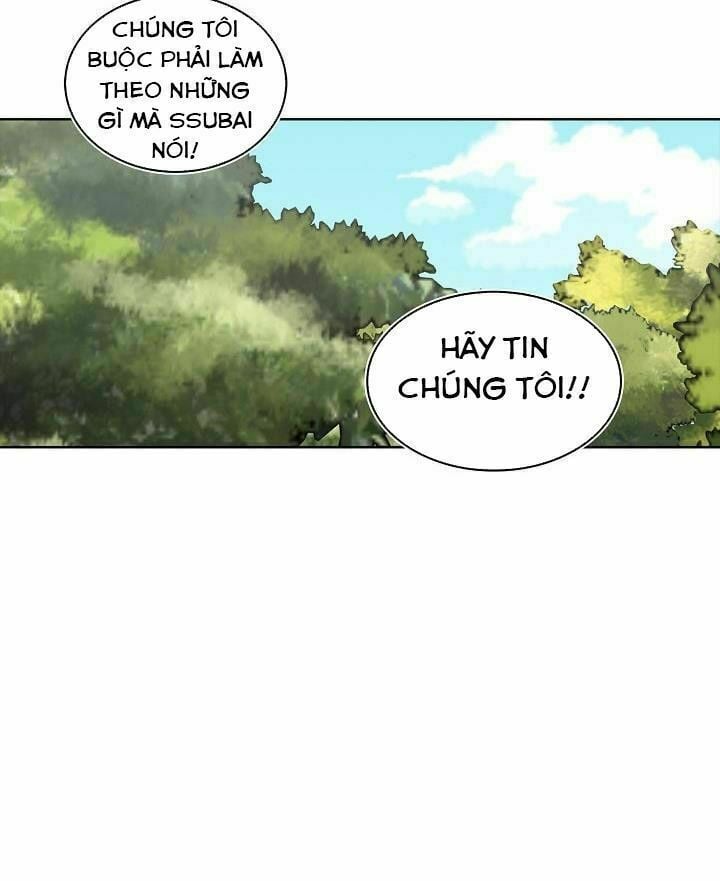 CHÚNG TÔI
BUỘC PHẢI LÀM
THEO NHỮNG
GÌ MÀ SSUBAI
NÓI!
HÃY TIN
CHÚNG TÔI!!